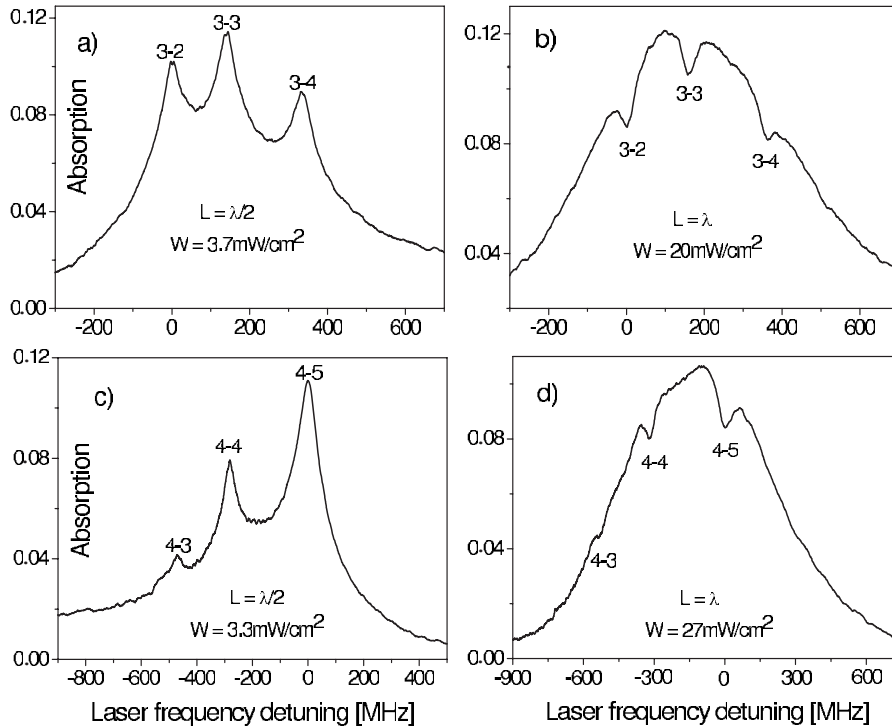 a)
Absorption
0.12
0.08
0.04
0.00
3-2
3-3
3-4
L = λ/2
W = 3.7mW/cm²
-200 0 200 400 600
b)
0.12
0.08
0.04
3-2
3-3
3-4
L = λ
W = 20mW/cm²
-200 0 200 400 600
c)
Absorption
0.12
0.08
0.04
0.00
4-3
4-4
4-5
L = λ/2
W = 3.3mW/cm²
-800 -600 -400 -200 0 200 400
Laser frequency detuning [MHz]
d)
0.08
0.04
0.00
4-3
4-4
4-5
L = λ
W = 27mW/cm²
-900 -600 -300 0 300 600
Laser frequency detuning [MHz]